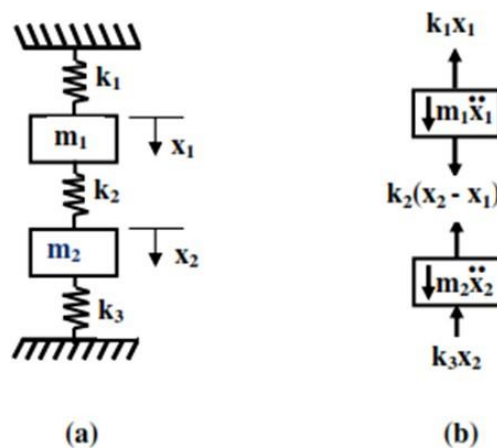 k₁
m₁
x₁
k₂
m₂
x₂
k₃
(a)
k₁x₁
m₁ẍ₁
k₂(x₂ - x₁)
m₂ẍ₂
k₃x₂
(b)